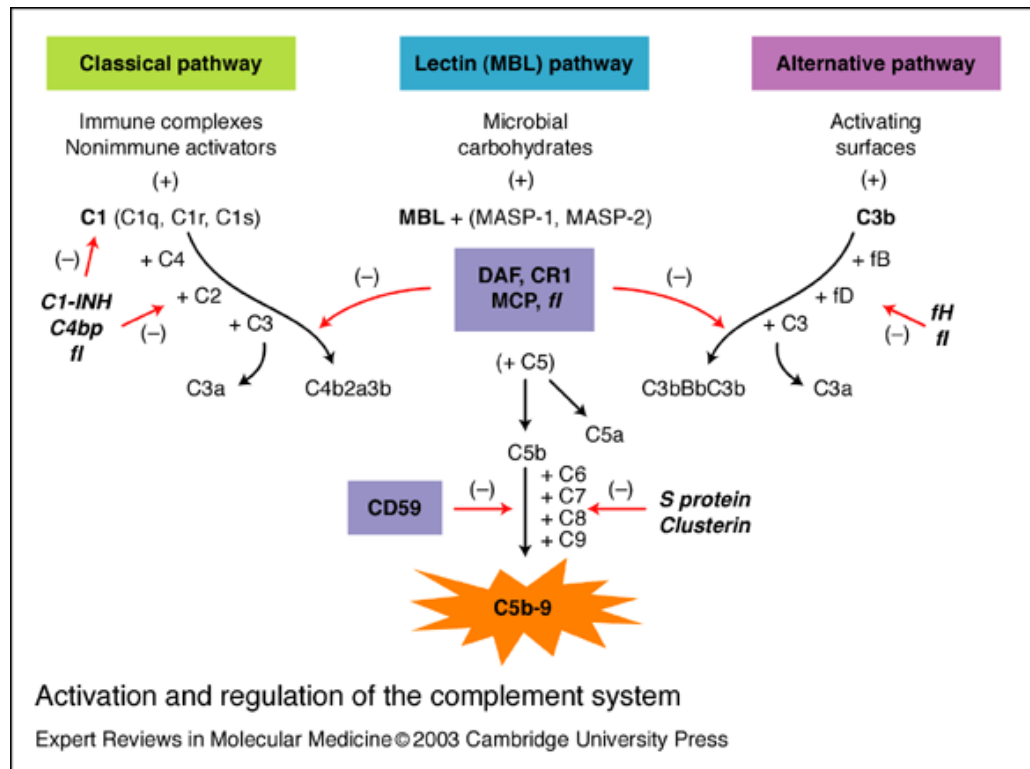 Classical pathway
Lectin (MBL) pathway
Alternative pathway
Immune complexes
Nonimmune activators
Microbial
carbohydrates
Activating
surfaces
(+)
(+)
(+)
C1 (C1q, C1r, C1s)
MBL + (MASP-1, MASP-2)
C3b
(–)
+ C4
+ C2
+ C3
C1-INH
C4bp
fI
(–)
C3a
C4b2a3b
(–)
DAF, CR1
MCP, fI
(–)
+ fB
+ fD
+ C3
fH
fI
(–)
C3bBbC3b
C3a
(+ C5)
C5b
C5a
+ C6
+ C7
+ C8
+ C9
CD59
(–)
(–)
S protein
Clusterin
C5b-9
Activation and regulation of the complement system
Expert Reviews in Molecular Medicine©2003 Cambridge University Press